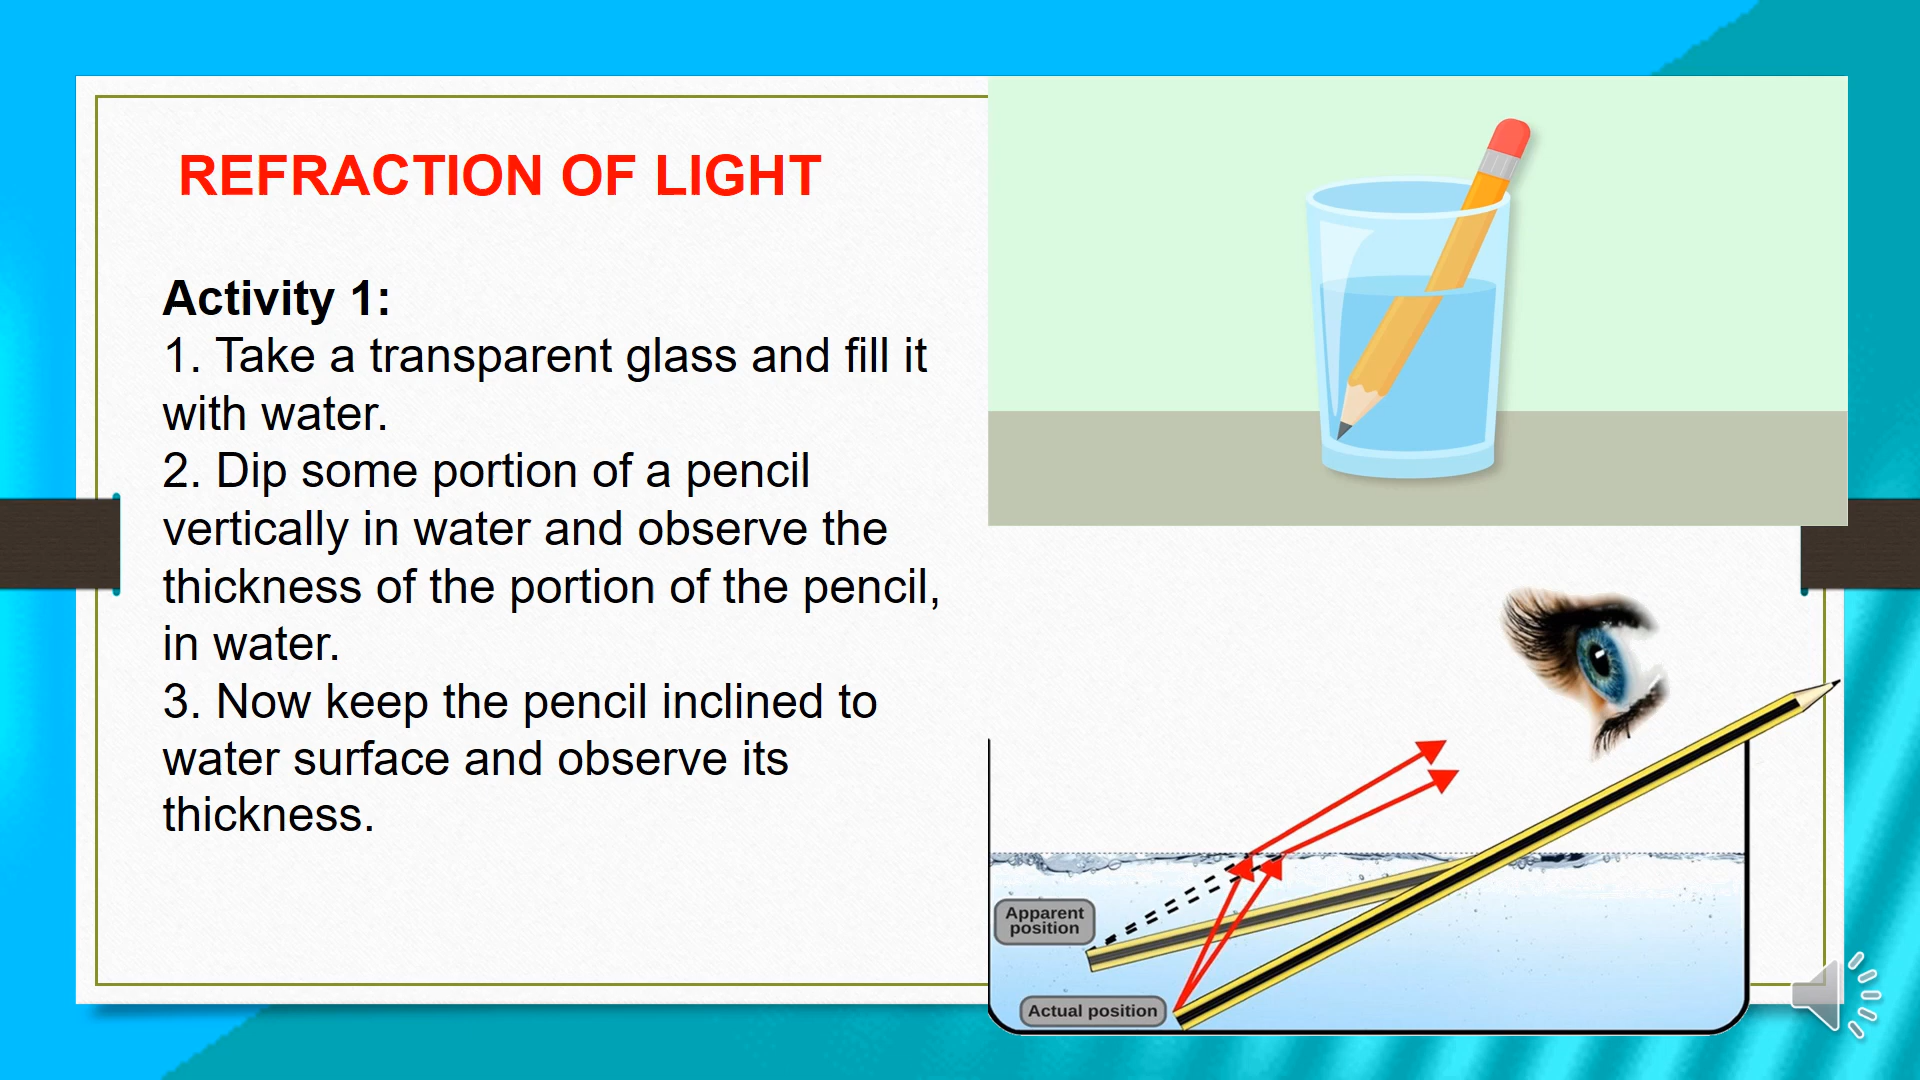 REFRACTION OF LIGHT
Activity 1:
1. Take a transparent glass and fill it
with water.
2. Dip some portion of a pencil
vertically in water and observe the
thickness of the portion of the pencil,
in water.
3. Now keep the pencil inclined to
water surface and observe its
thickness.
Apparent
position
Actual position